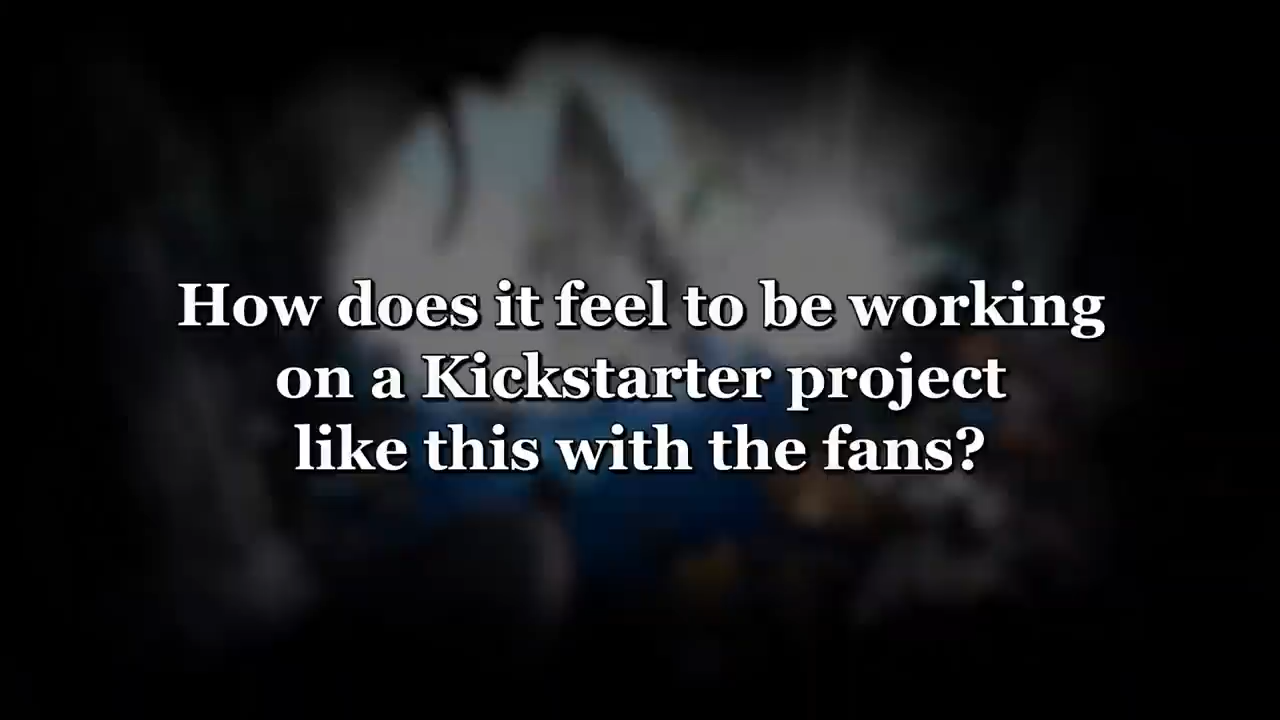 How does it feel to be working
on a Kickstarter project
like this with the fans?